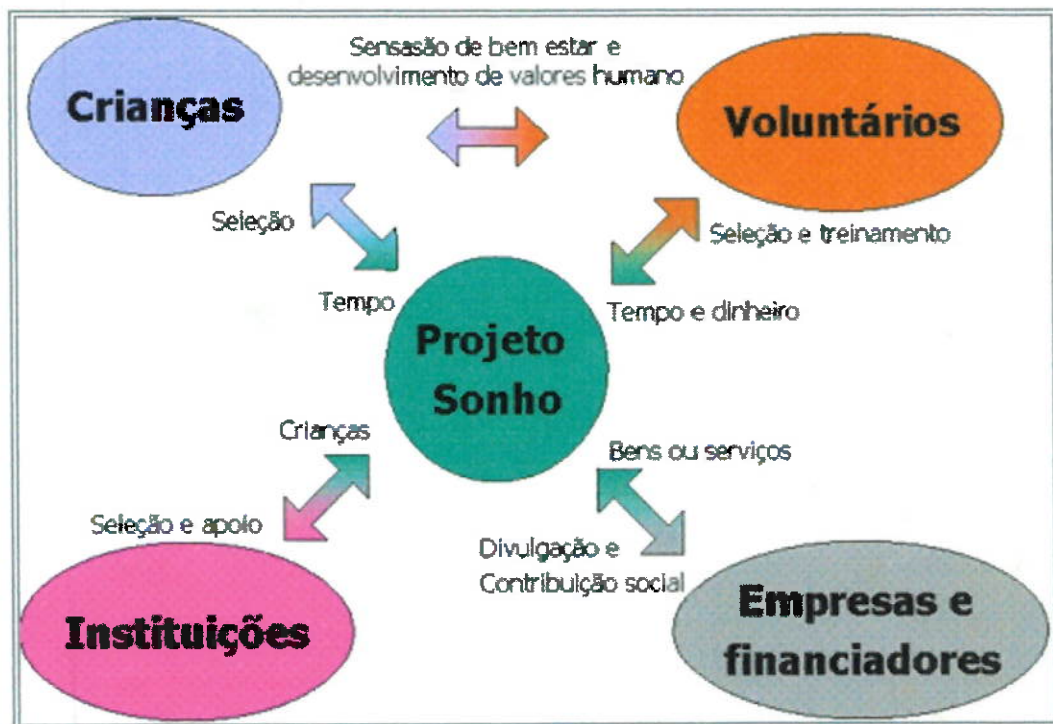 Sensasão de bem estar e
desenvolvimento de valores humano
Crianças
Voluntários
Seleção
Seleção e treinamento
Tempo
Tempo e dinheiro
Projeto
Sonho
Crianças
Bens ou serviços
Seleção e apoio
Divulgação e
Contribuição social
Instituições
Empresas e
financiadores